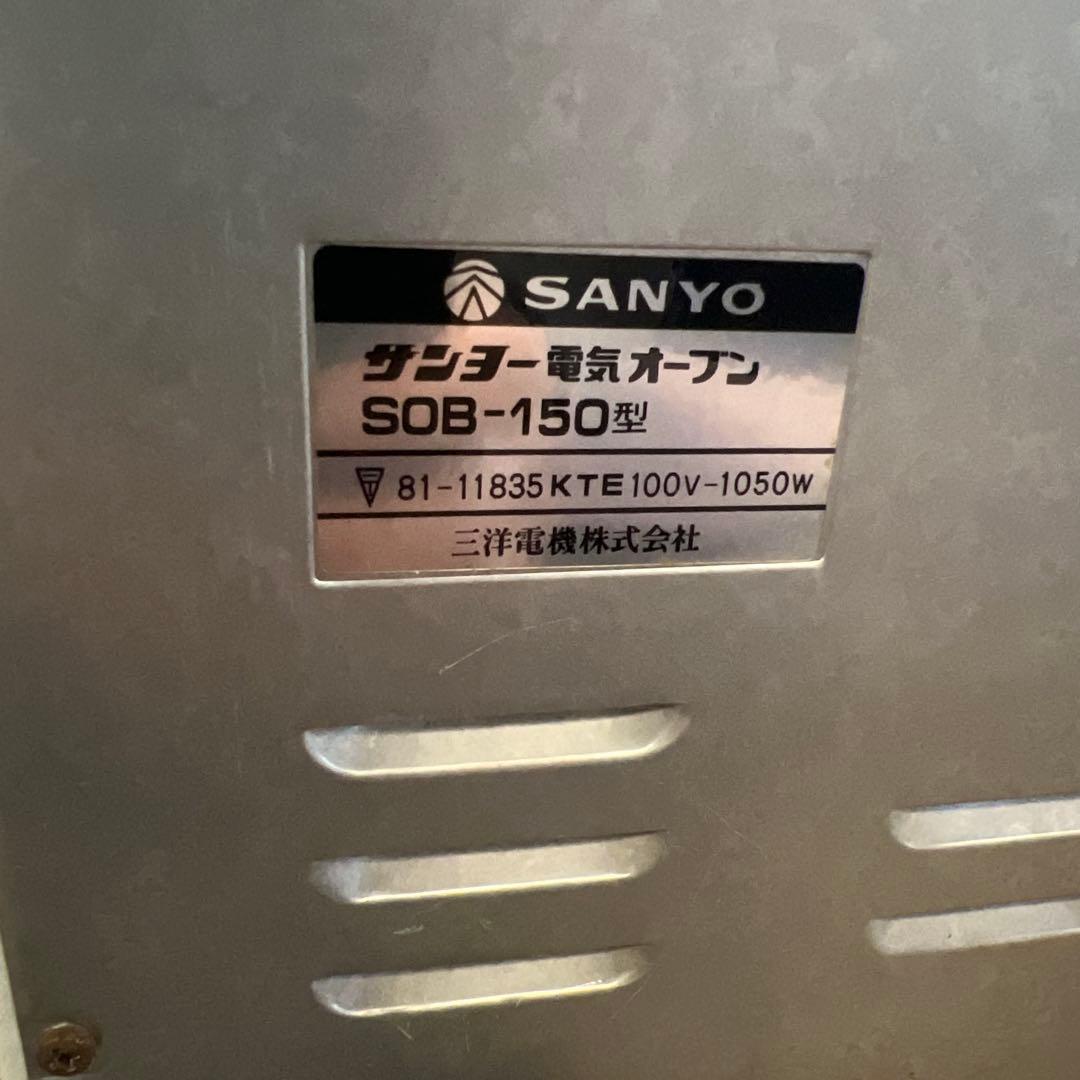 SANYO
サンヨー電気オーブン
SOB-150型
〒 81-11835 KTE 100V-1050W
三洋電機株式会社